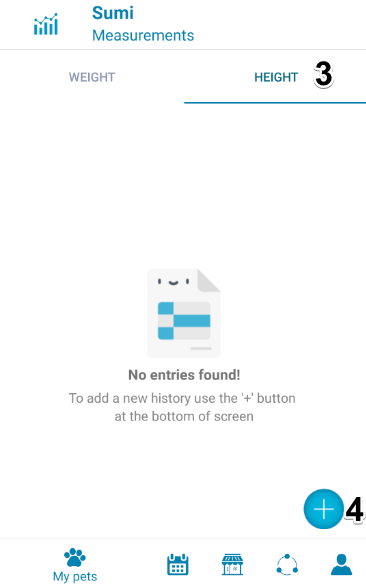 Sumi
Measurements
WEIGHT
HEIGHT 3
No entries found!
To add a new history use the '+' button
at the bottom of screen
+ 4
My pets